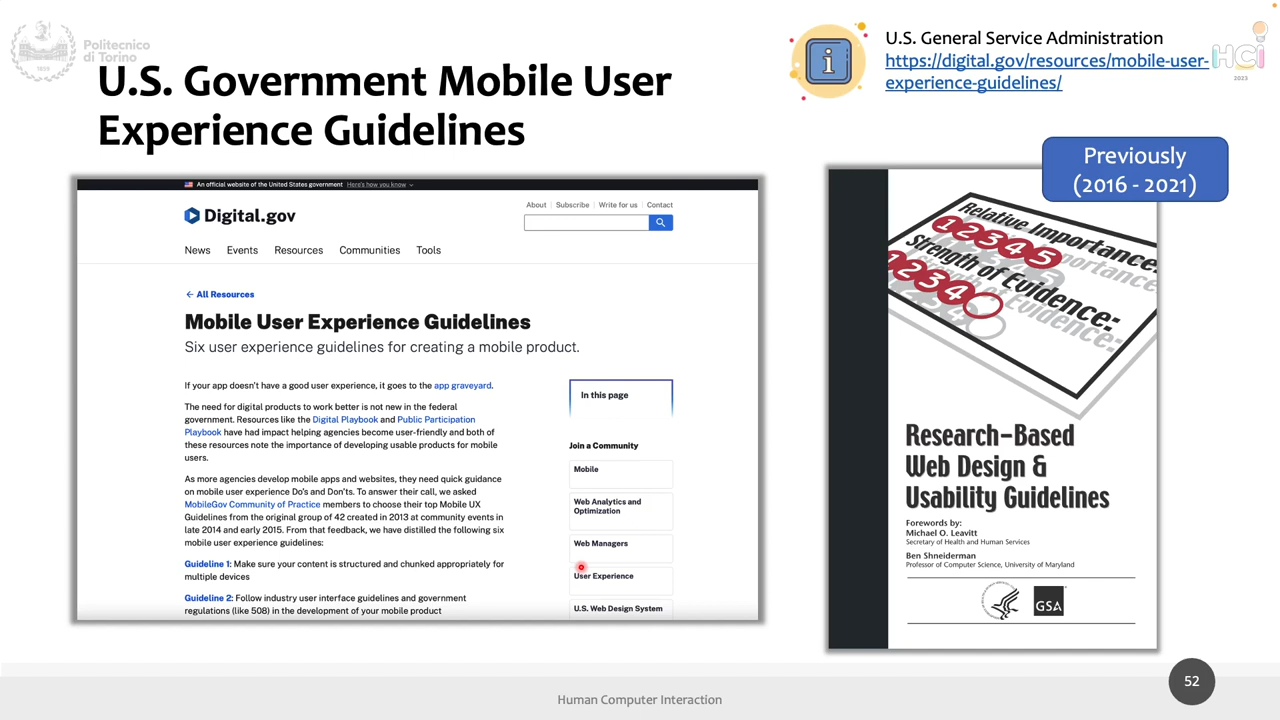 Politecnico
di Torino
1859
U.S. Government Mobile User
Experience Guidelines
U.S. General Service Administration
https://digital.gov/resources/mobile-user-
experience-guidelines/
HCI
2023
Previously
(2016 - 2021)
An official website of the United States government Here's how you know
Digital.gov
About Subscribe Write for us Contact
News Events Resources Communities Tools
← All Resources
Mobile User Experience Guidelines
Six user experience guidelines for creating a mobile product.
If your app doesn't have a good user experience, it goes to the app graveyard.
The need for digital products to work better is not new in the federal
government. Resources like the Digital Playbook and Public Participation
Playbook have had impact helping agencies become user-friendly and both of
these resources note the importance of developing usable products for mobile
users.
As more agencies develop mobile apps and websites, they need quick guidance
on mobile user experience Do's and Don'ts. To answer their call, we asked
MobileGov Community of Practice members to choose their top Mobile UX
Guidelines from the original group of 42 created in 2013 at community events in
late 2014 and early 2015. From that feedback, we have distilled the following six
mobile user experience guidelines:
Guideline 1: Make sure your content is structured and chunked appropriately for
multiple devices
Guideline 2: Follow industry user interface guidelines and government
regulations (like 508) in the development of your mobile product
In this page
Join a Community
Mobile
Web Analytics and
Optimization
Web Managers
User Experience
U.S. Web Design System
Relative Importance:
12345
Strength of Evidence:
1234
Research-Based
Web Design &
Usability Guidelines
Forewords by:
Michael O. Leavitt
Secretary of Health and Human Services
Ben Shneiderman
Professor of Computer Science, University of Maryland
GSA
Human Computer Interaction
52